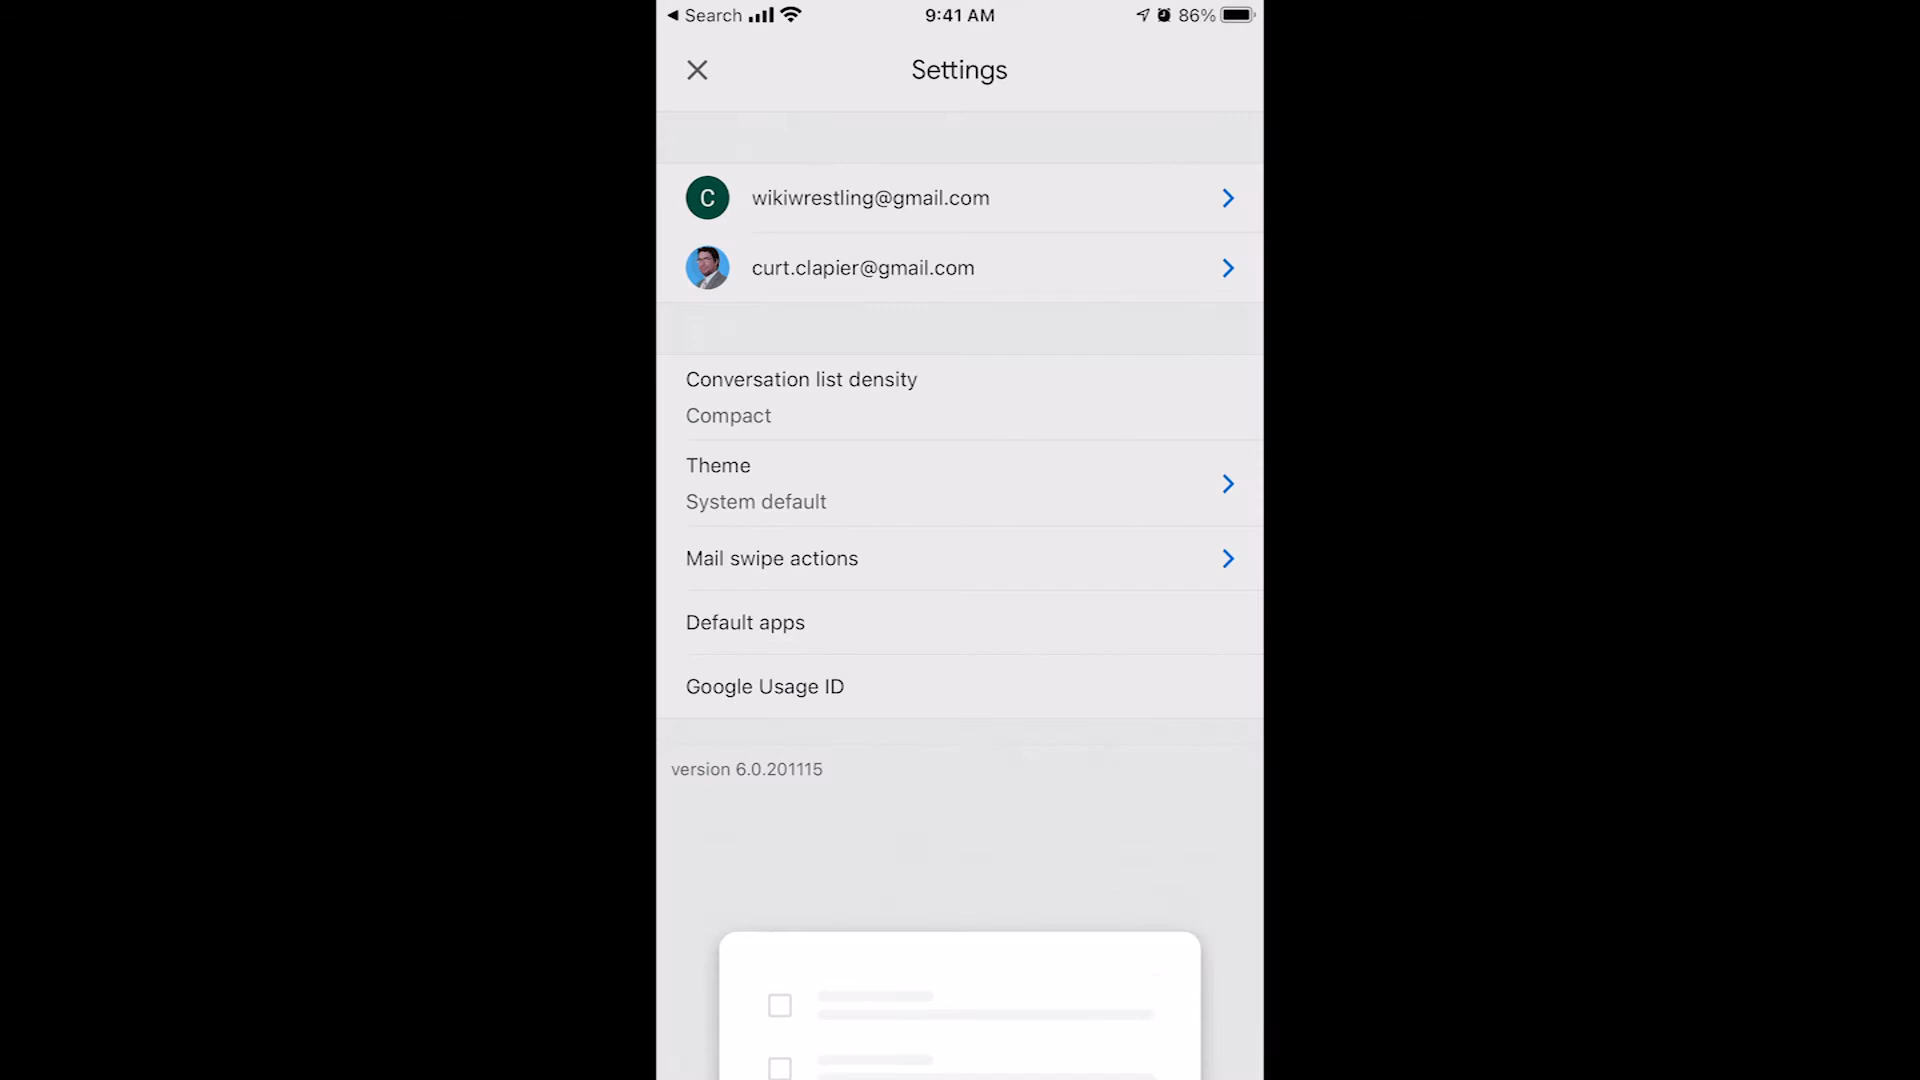 Search
9:41 AM
86%
Settings
C
wikiwrestling@gmail.com
curt.clapier@gmail.com
Conversation list density
Compact
Theme
System default
Mail swipe actions
Default apps
Google Usage ID
version 6.0.201115